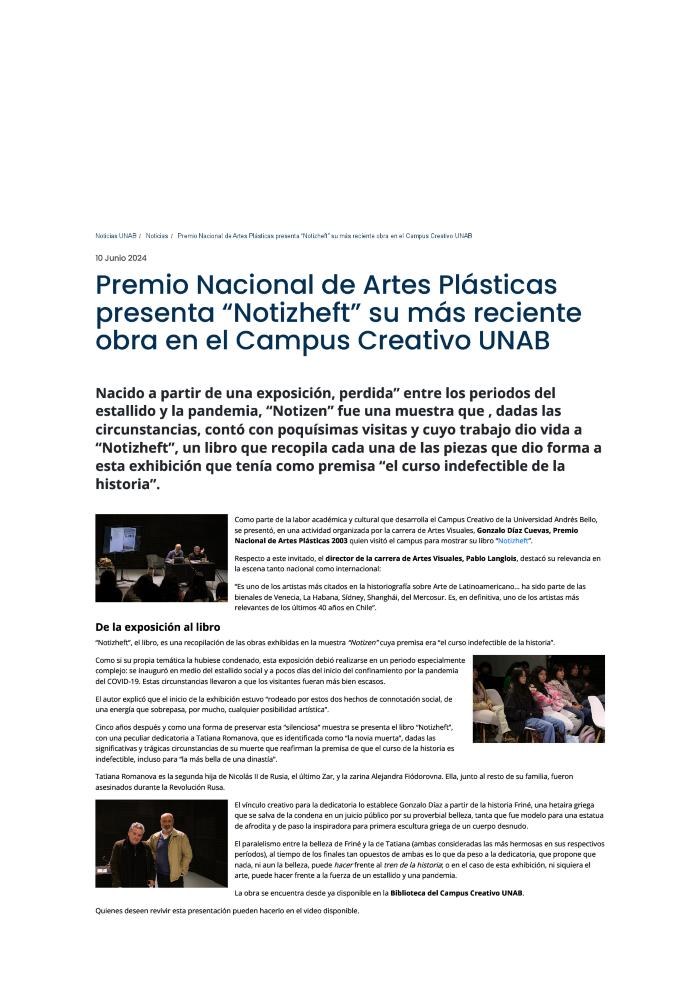 Noticias UNAB / Noticias / Premio Nacional de Artes Plásticas presenta “Notizheft” su más reciente obra en el Campus Creativo UNAB
10 Junio 2024
Premio Nacional de Artes Plásticas
presenta “Notizheft” su más reciente
obra en el Campus Creativo UNAB
Nacido a partir de una exposición, perdida” entre los periodos del
estallido y la pandemia, “Notizen” fue una muestra que , dadas las
circunstancias, contó con poquísimas visitas y cuyo trabajo dio vida a
“Notizheft”, un libro que recopila cada una de las piezas que dio forma a
esta exhibición que tenía como premisa “el curso indefectible de la
historia”.
Como parte de la labor académica y cultural que desarrolla el Campus Creativo de la Universidad Andrés Bello,
se presentó, en una actividad organizada por la carrera de Artes Visuales, Gonzalo Díaz Cuevas, Premio
Nacional de Artes Plásticas 2003 quien visitó el campus para mostrar su libro “Notizheft”.
Respecto a este invitado, el director de la carrera de Artes Visuales, Pablo Langlois, destacó su relevancia en
la escena tanto nacional como internacional:
“Es uno de los artistas más citados en la historiografía sobre Arte de Latinoamericano... ha sido parte de las
bienales de Venecia, La Habana, Sídney, Shanghái, del Mercosur. Es, en definitiva, uno de los artistas más
relevantes de los últimos 40 años en Chile”.
De la exposición al libro
“Notizheft”, el libro, es una recopilación de las obras exhibidas en la muestra “Notizen” cuya premisa era “el curso indefectible de la historia”.
Como si su propia temática la hubiese condenado, esta exposición debió realizarse en un periodo especialmente
complejo: se inauguró en medio del estallido social y a pocos días del inicio del confinamiento por la pandemia
del COVID-19. Estas circunstancias llevaron a que los visitantes fueran más bien escasos.
El autor explicó que el inicio de la exhibición estuvo “rodeado por estos dos hechos de connotación social, de
una energía que sobrepasa, por mucho, cualquier posibilidad artística”.
Cinco años después y como una forma de preservar esta “silenciosa” muestra se presenta el libro “Notizheft”,
con una peculiar dedicatoria a Tatiana Romanova, que es identificada como “la novia muerta”, dadas las
significativas y trágicas circunstancias de su muerte que reafirman la premisa de que el curso de la historia es
indefectible, incluso para “la más bella de una dinastía”.
Tatiana Romanova es la segunda hija de Nicolás II de Rusia, el último Zar, y la zarina Alejandra Fiódorovna. Ella, junto al resto de su familia, fueron
asesinados durante la Revolución Rusa.
El vínculo creativo para la dedicatoria lo establece Gonzalo Díaz a partir de la historia Friné, una hetaira griega
que se salva de la condena en un juicio público por su proverbial belleza, tanta que fue modelo para una estatua
de afrodita y de paso la inspiradora para primera escultura griega de un cuerpo desnudo.
El paralelismo entre la belleza de Friné y la de Tatiana (ambas consideradas las más hermosas en sus respectivos
períodos), al tiempo de los finales tan opuestos de ambas es lo que da peso a la dedicatoria, que propone que
nada, ni aun la belleza, puede hacer frente al tren de la historia; o en el caso de esta exhibición, ni siquiera el
arte, puede hacer frente a la fuerza de un estallido y una pandemia.
La obra se encuentra desde ya disponible en la Biblioteca del Campus Creativo UNAB.
Quienes deseen revivir esta presentación pueden hacerlo en el video disponible.